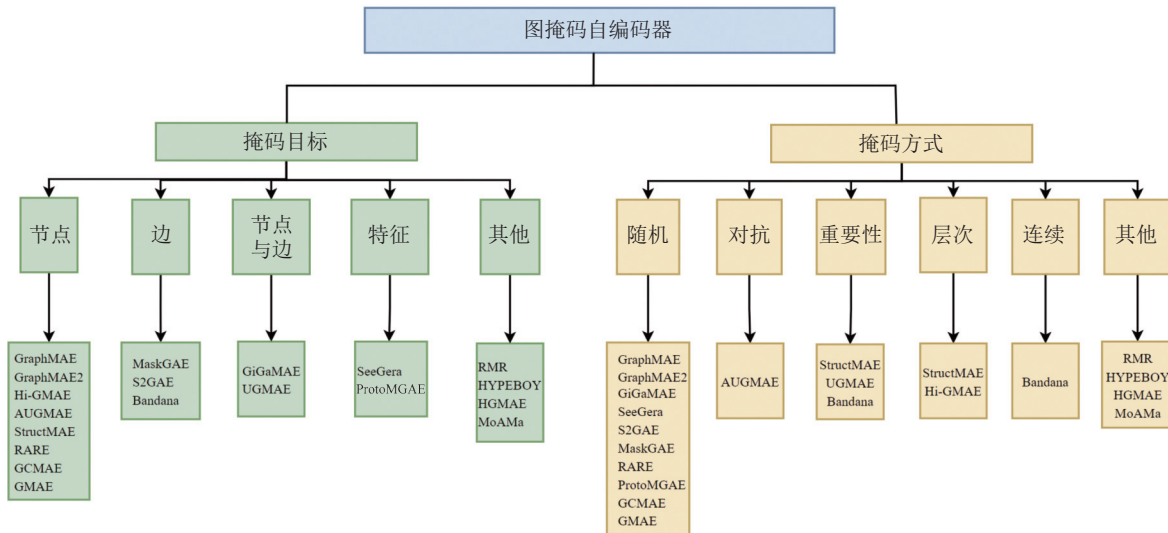 图掩码自编码器
掩码目标
掩码方式
节点
边
节点
与边
特征
其他
随机
对抗
重要性
层次
连续
其他
GraphMAE
GraphMAE2
Hi-GMAE
AUGMAE
StructMAE
RARE
GCMAE
GMAE
MaskGAE
S2GAE
Bandana
GiGaMAE
UGMAE
SeeGera
ProtoMGAE
RMR
HYPEBOY
HGMAE
MoAMa
GraphMAE
GraphMAE2
GiGaMAE
SeeGera
S2GAE
MaskGAE
RARE
ProtoMGAE
GCMAE
GMAE
AUGMAE
StructMAE
UGMAE
Bandana
StructMAE
Hi-GMAE
Bandana
RMR
HYPEBOY
HGMAE
MoAMa